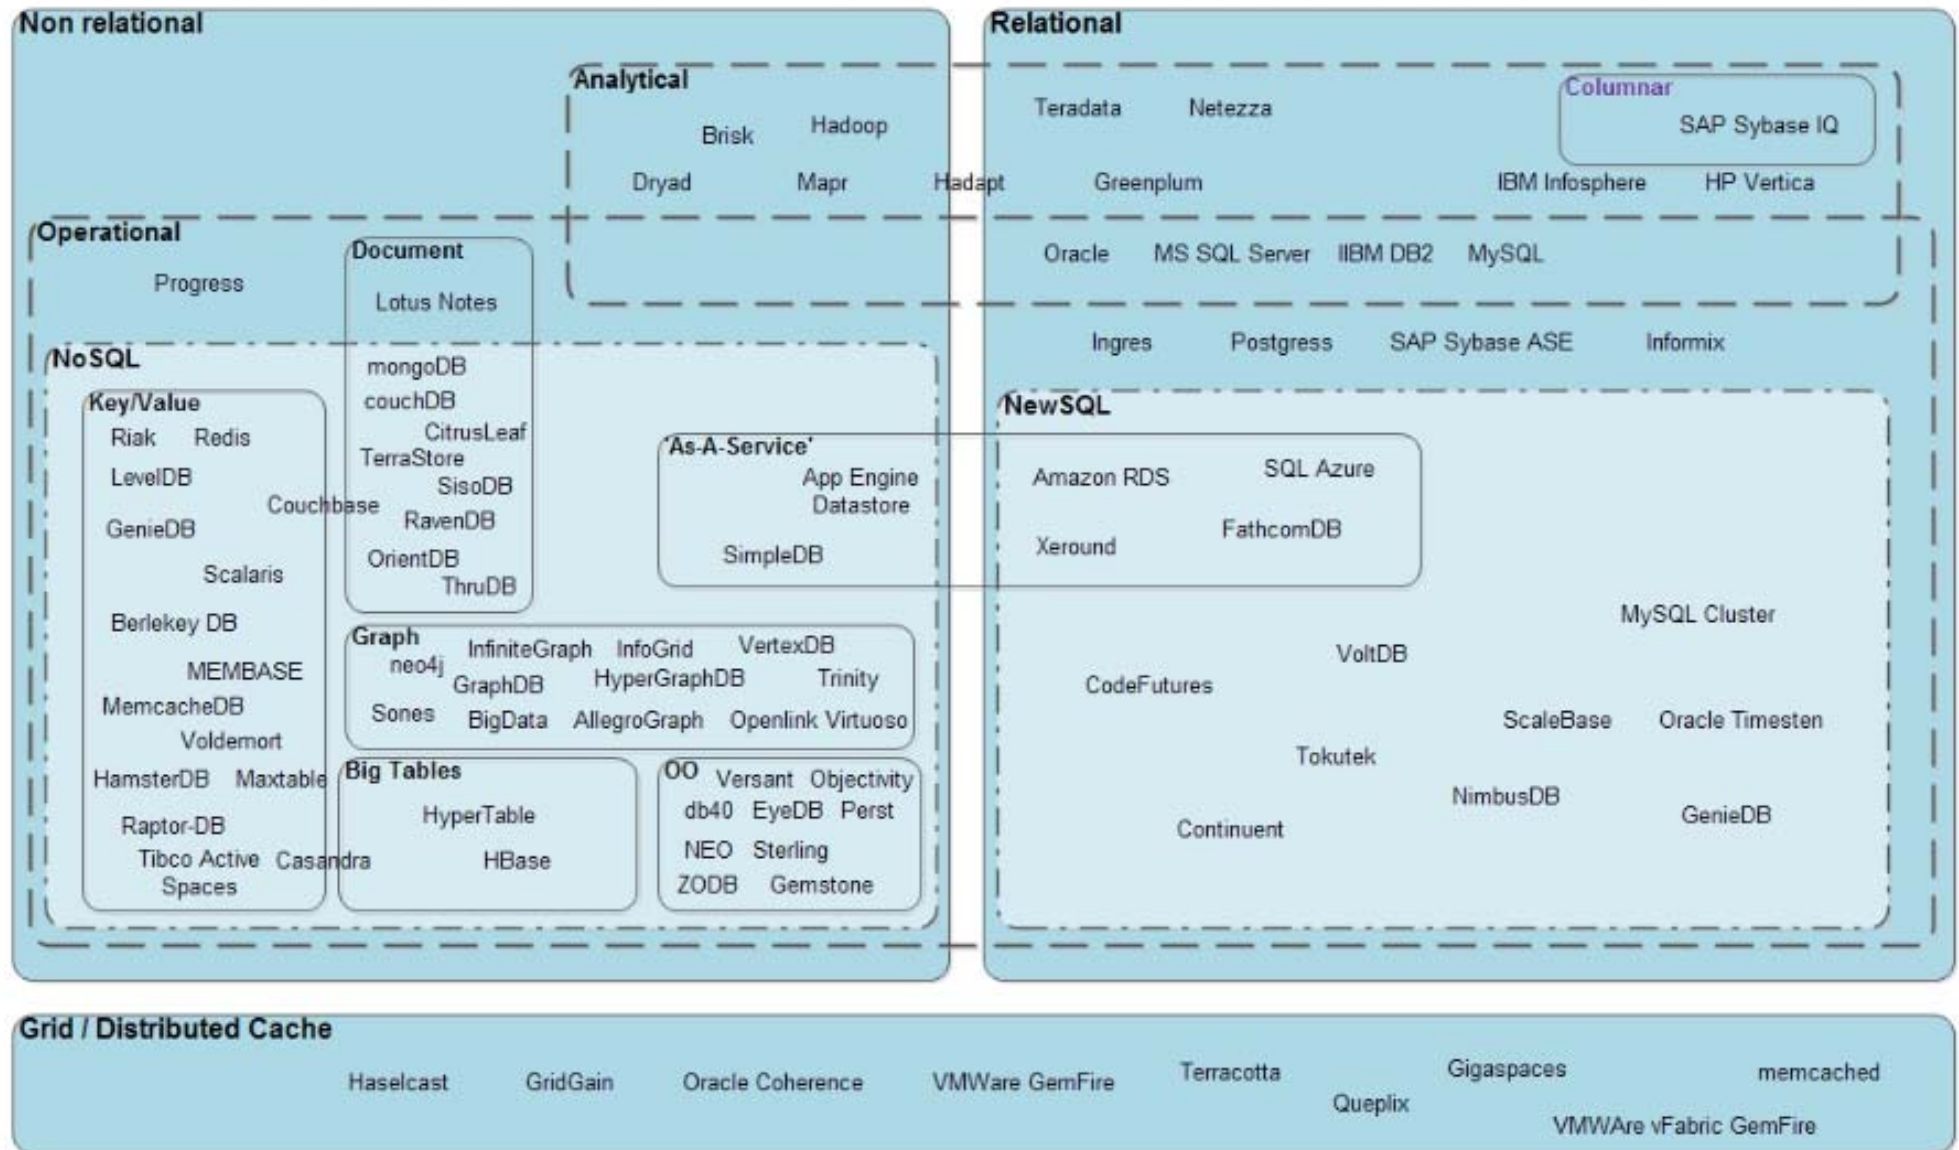 Non relational
Relational
Analytical
Columnar
Teradata
Netezza
SAP Sybase IQ
Brisk
Hadoop
Dryad
Mapr
Hadapt
Greenplum
IBM Infosphere
HP Vertica
Operational
Document
Progress
Lotus Notes
Oracle
MS SQL Server
IIBM DB2
MySQL
Ingres
Postgress
SAP Sybase ASE
Informix
NoSQL
mongoDB
couchDB
CitrusLeaf
TerraStore
SisoDB
RavenDB
OrientDB
ThruDB
Key/Value
Riak
Redis
LevelDB
Couchbase
GenieDB
Scalaris
Berlekey DB
MEMBASE
MemcacheDB
Voldemort
HamsterDB
Maxtable
Raptor-DB
Tibco Active
Spaces
Casandra
'As-A-Service'
App Engine
Datastore
SimpleDB
Graph
InfiniteGraph
InfoGrid
VertexDB
neo4j
GraphDB
HyperGraphDB
Trinity
Sones
BigData
AllegroGraph
Openlink Virtuoso
Big Tables
HyperTable
HBase
OO
Versant
Objectivity
db40
EyeDB
Perst
NEO
Sterling
ZODB
Gemstone
NewSQL
Amazon RDS
SQL Azure
Xeround
FathcomDB
MySQL Cluster
VoltDB
CodeFutures
ScaleBase
Oracle Timesten
Tokutek
NimbusDB
GenieDB
Continuent
Grid / Distributed Cache
Haselcast
GridGain
Oracle Coherence
VMWare GemFire
Terracotta
Queplix
Gigaspaces
memcached
VMWAre vFabric GemFire